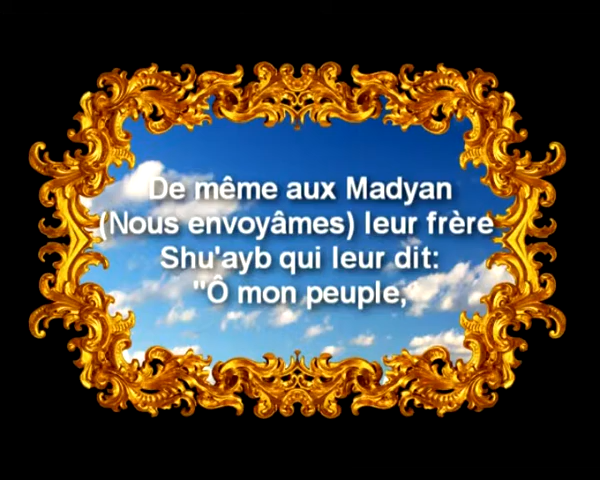 De même aux Madyan
(Nous envoyâmes) leur frère
Shu'ayb qui leur dit:
"Ô mon peuple,